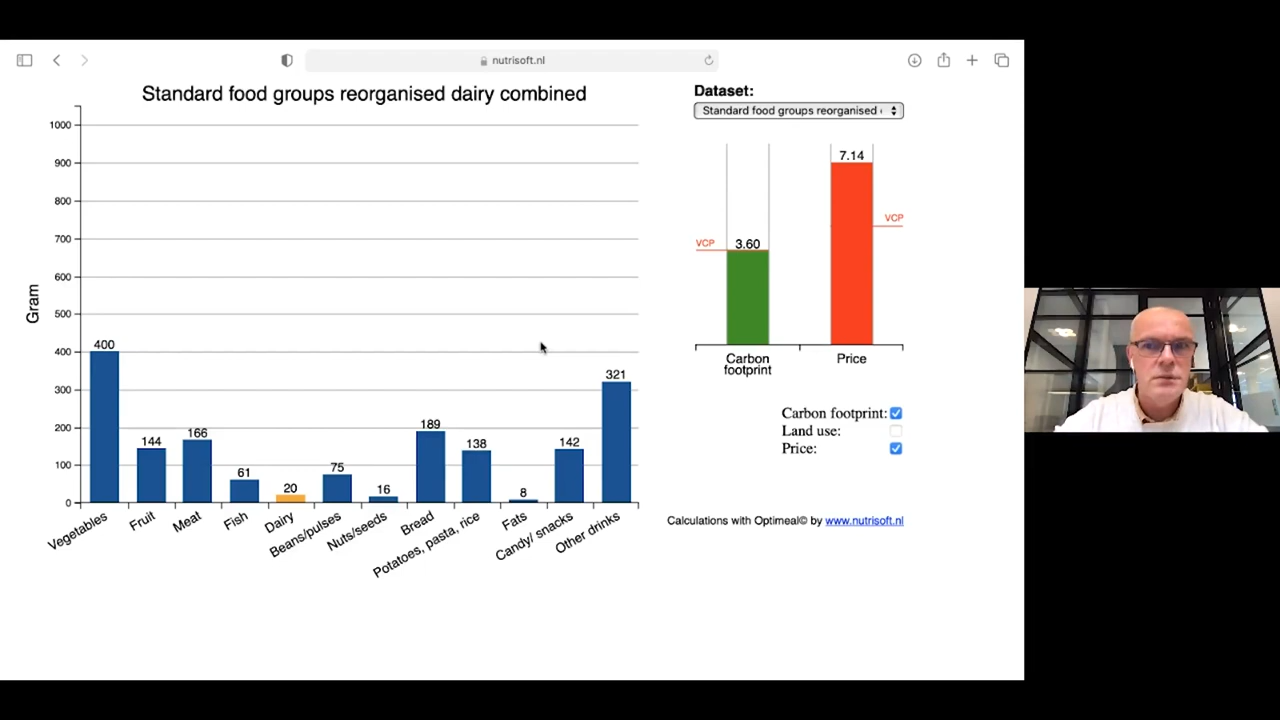 nutrisoft.nl
Standard food groups reorganised dairy combined
Dataset:
Standard food groups reorganised
1000
900
800
700
600
500
400
300
200
100
0
Gram
400
144
166
61
20
75
16
189
138
8
142
321
Vegetables
Fruit
Meat
Fish
Dairy
Beans/pulses
Nuts/seeds
Bread
Potatoes, pasta, rice
Fats
Candy/ snacks
Other drinks
7.14
VCP
VCP
3.60
Carbon
footprint
Price
Carbon footprint:
Land use:
Price:
Calculations with Optimeal© by www.nutrisoft.nl